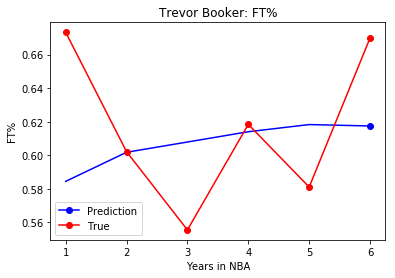 Trevor Booker: FT%
FT%
0.66
0.64
0.62
0.60
0.58
0.56
Prediction
True
1 2 3 4 5 6
Years in NBA